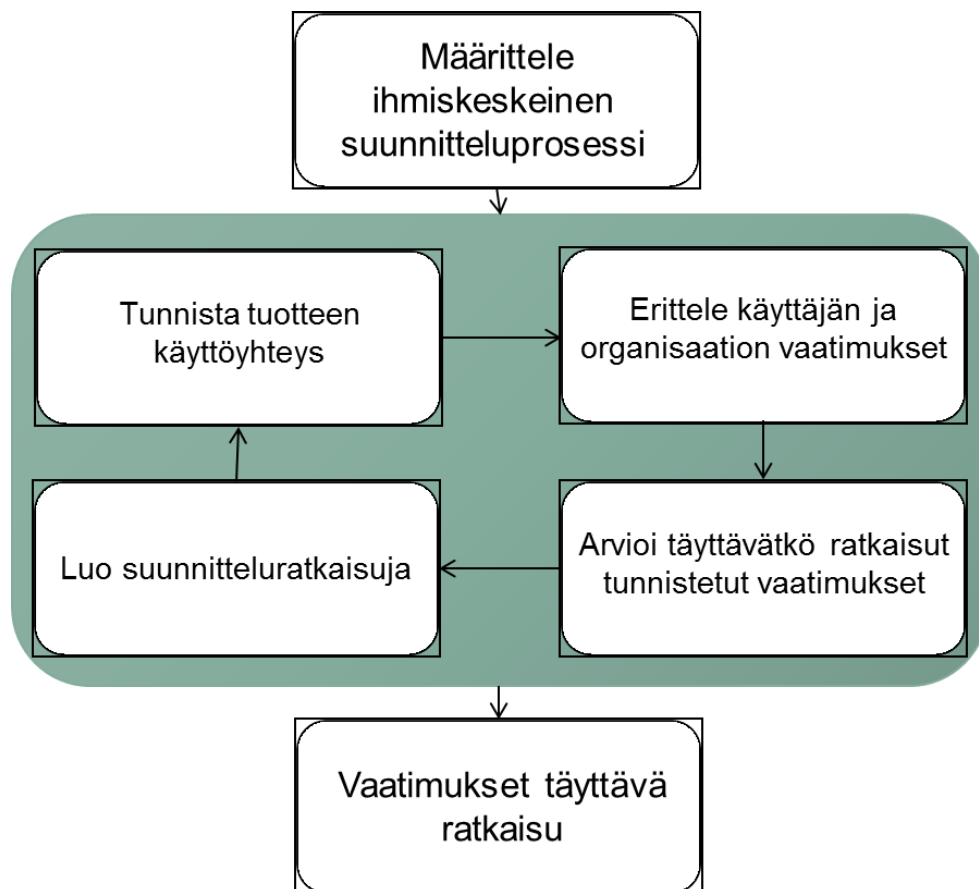 Määrittele
ihmiskeskeinen
suunnitteluprosessi
Tunnista tuotteen
käyttöyhteys
Erittele käyttäjän ja
organisaation vaatimukset
Luo suunnitteluratkaisuja
Arvioi täyttävätkö ratkaisut
tunnistetut vaatimukset
Vaatimukset täyttävä
ratkaisu